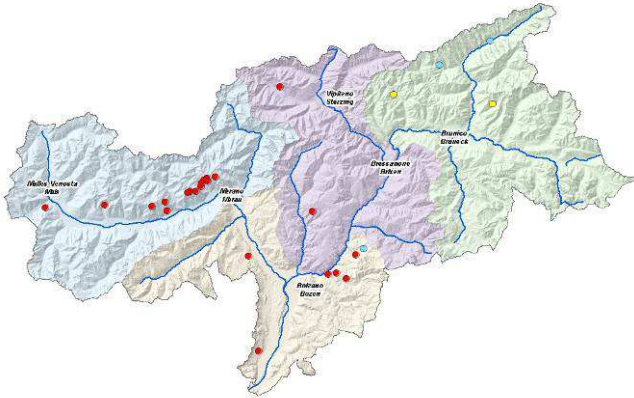 Vipiteno
Sterzing
Brunico
Bruneck
Bressanone
Brixen
Malles Venosta
Mals
Merano
Meran
Bolzano
Bozen